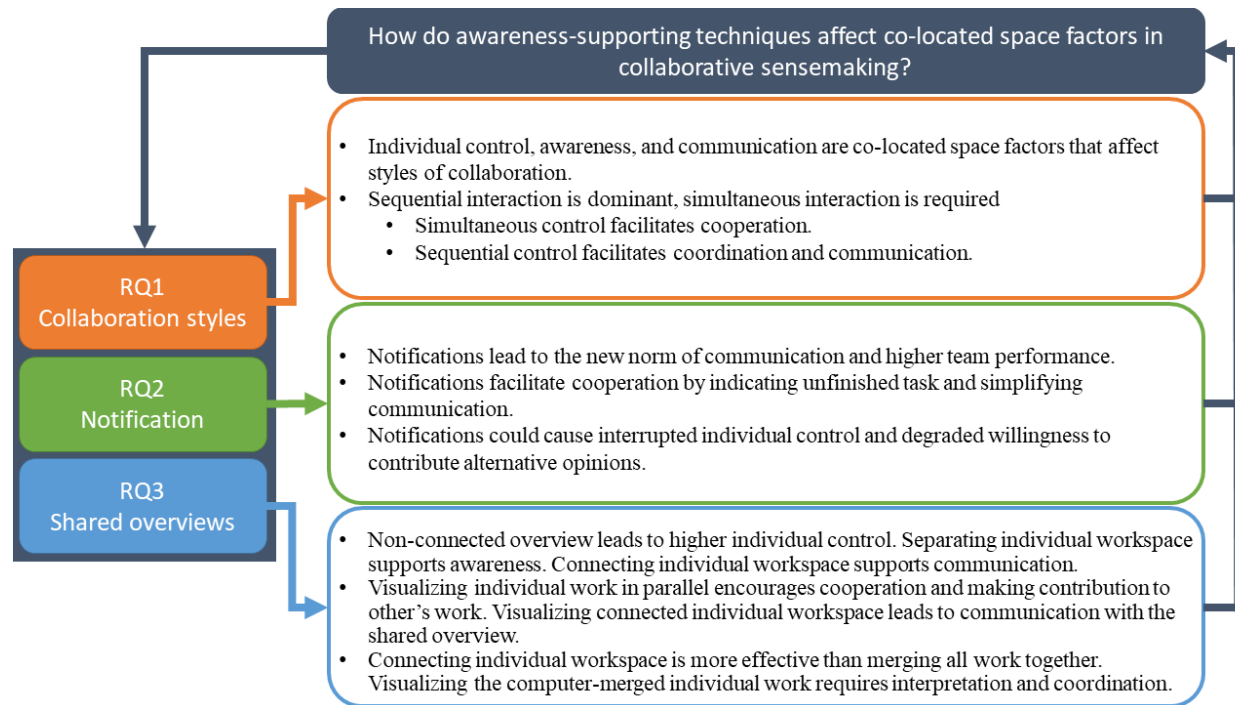 How do awareness-supporting techniques affect co-located space factors in
collaborative sensemaking?
• Individual control, awareness, and communication are co-located space factors that affect
styles of collaboration.
• Sequential interaction is dominant, simultaneous interaction is required
• Simultaneous control facilitates cooperation.
• Sequential control facilitates coordination and communication.
RQ1
Collaboration styles
• Notifications lead to the new norm of communication and higher team performance.
• Notifications facilitate cooperation by indicating unfinished task and simplifying
communication.
• Notifications could cause interrupted individual control and degraded willingness to
contribute alternative opinions.
RQ2
Notification
RQ3
Shared overviews
• Non-connected overview leads to higher individual control. Separating individual workspace
supports awareness. Connecting individual workspace supports communication.
• Visualizing individual work in parallel encourages cooperation and making contribution to
other’s work. Visualizing connected individual workspace leads to communication with the
shared overview.
• Connecting individual workspace is more effective than merging all work together.
Visualizing the computer-merged individual work requires interpretation and coordination.